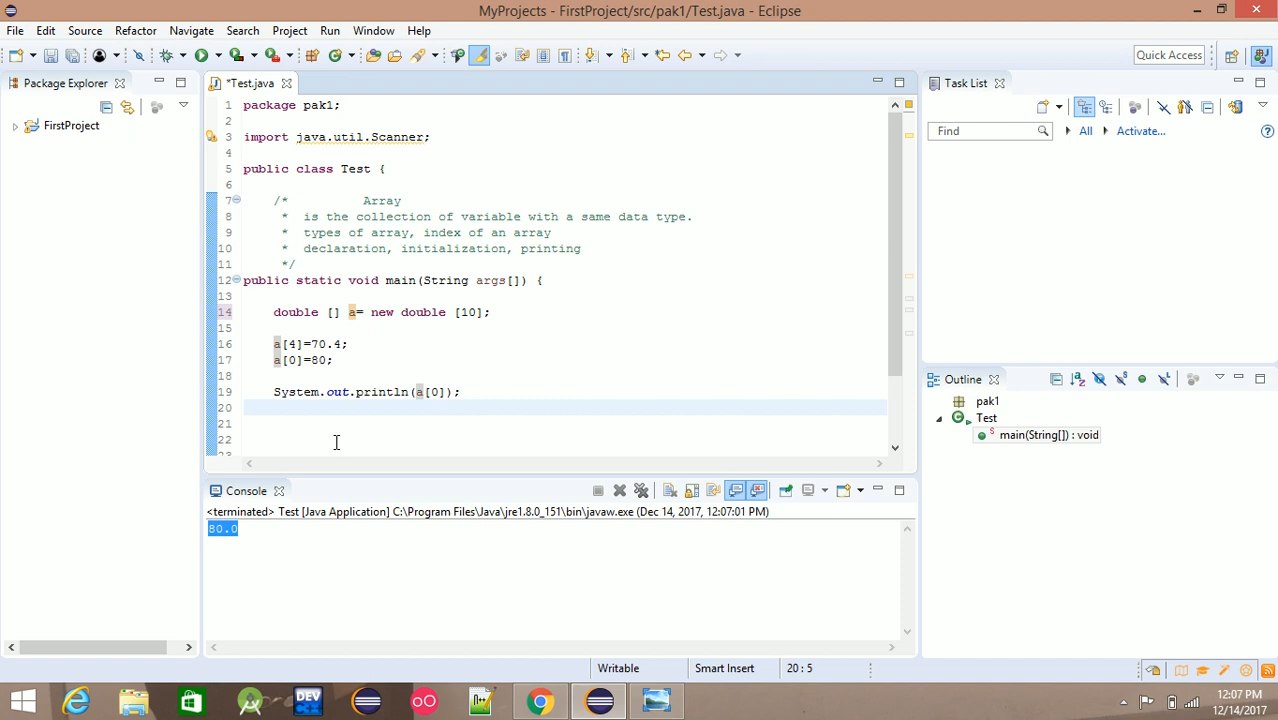 MyProjects - FirstProject/src/pak1/Test.java - Eclipse
File Edit Source Refactor Navigate Search Project Run Window Help
Quick Access
Package Explorer
*Test.java
Task List
FirstProject
Find
All
Activate...
1 package pak1;
2
3 import java.util.Scanner;
4
5 public class Test {
6
7 /* Array
8 * is the collection of variable with a same data type.
9 * types of array, index of an array
10 * declaration, initialization, printing
11 */
12 public static void main(String args[]) {
13
14 double [] a= new double [10];
15
16 a[4]=70.4;
17 a[0]=80;
18
19 System.out.println(a[0]);
20
21
22
23
Outline
pak1
Test
main(String[]) : void
Console
<terminated> Test [Java Application] C:\Program Files\Java\jre1.8.0_151\bin\javaw.exe (Dec 14, 2017, 12:07:01 PM)
80.0
Writable
Smart Insert
20 : 5
DEV
12:07 PM
12/14/2017